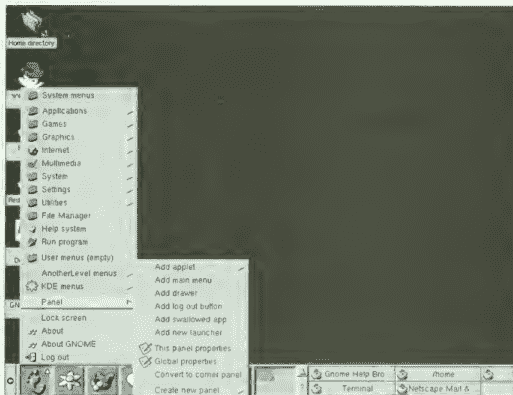 Home directory
System menus
Applications
Games
Graphics
Internet
Multimedia
System
Settings
Utilities
File Manager
Help system
Run program
User menus (empty)
AnotherLevel menus
KDE menus
Panel
Lock screen
About
About GNOME
Log out
Add applet
Add main menu
Add drawer
Add log out button
Add swallowed app
Add new launcher
This panel properties
Global properties
Convert to corner panel
Create new panel
Gnome Help Bro
/home
Terminal
Netscape Mail &